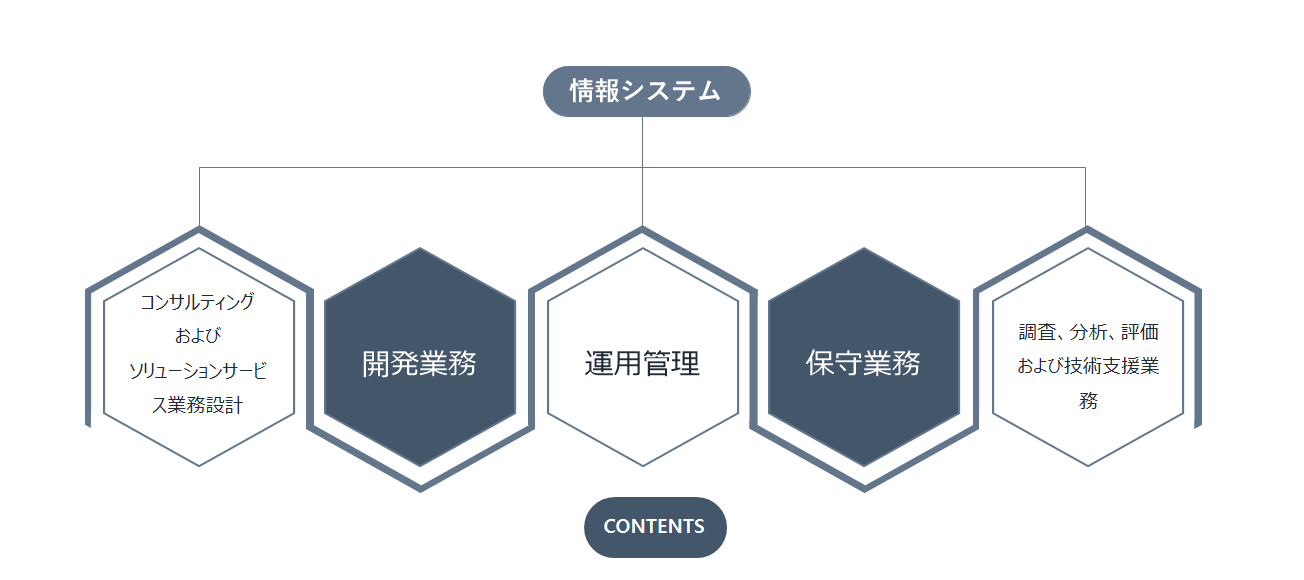 情報システム
コンサルティング
および
ソリューションサービ
ス業務設計
開発業務
運用管理
保守業務
調査、分析、評価
および技術支援業
務
CONTENTS